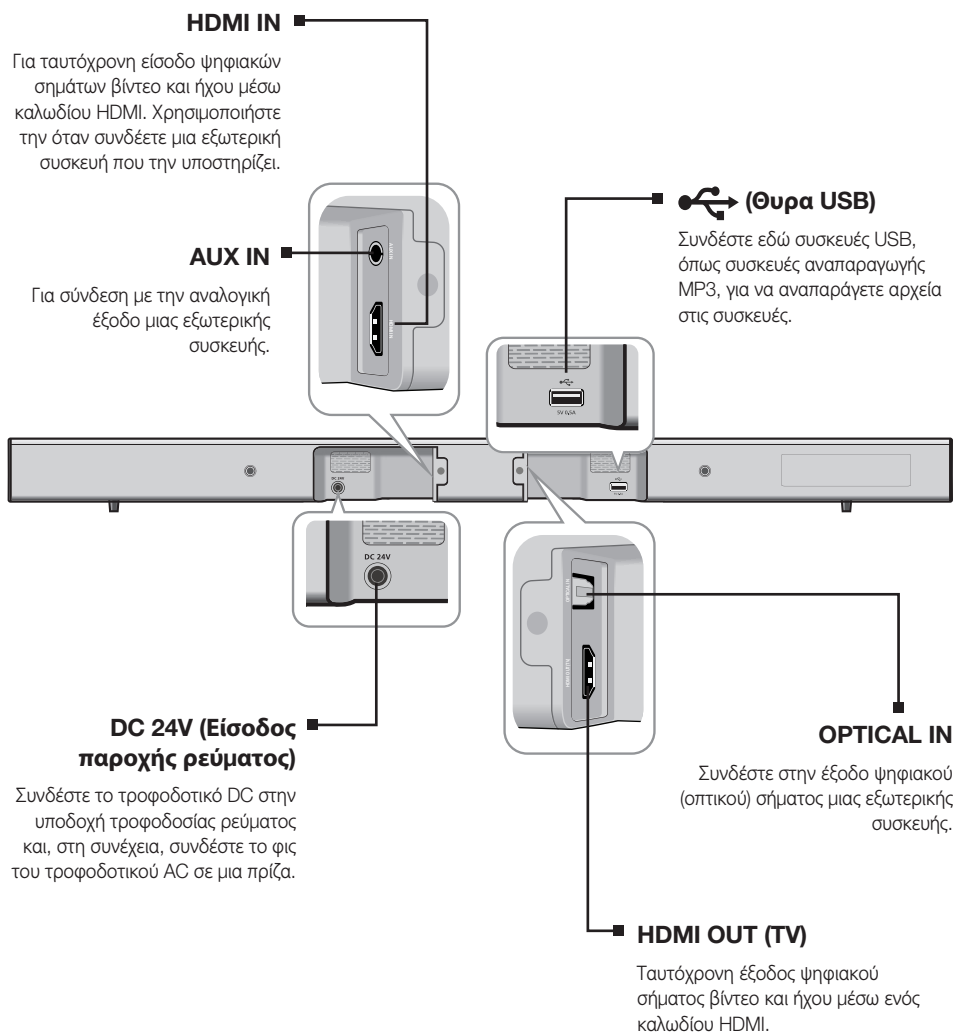 HDMI IN
Για ταυτόχρονη είσοδο ψηφιακών
σημάτων βίντεο και ήχου μέσω
καλωδίου HDMI. Χρησιμοποιήστε
την όταν συνδέετε μια εξωτερική
συσκευή που την υποστηρίζει.
AUX IN
Για σύνδεση με την αναλογική
έξοδο μιας εξωτερικής
συσκευής.
(Θυρα USB)
Συνδέστε εδώ συσκευές USB,
όπως συσκευές αναπαραγωγής
MP3, για να αναπαράγετε αρχεία
στις συσκευές.
5V 0.5A
DC 24V
DC 24V
DC 24V (Είσοδος
παροχής ρεύματος)
Συνδέστε το τροφοδοτικό DC στην
υποδοχή τροφοδοσίας ρεύματος
και, στη συνέχεια, συνδέστε το φις
του τροφοδοτικού AC σε μια πρίζα.
OPTICAL IN
Συνδέστε στην έξοδο ψηφιακού
(οπτικού) σήματος μιας εξωτερικής
συσκευής.
HDMI OUT (TV)
Ταυτόχρονη έξοδος ψηφιακού
σήματος βίντεο και ήχου μέσω ενός
καλωδίου HDMI.